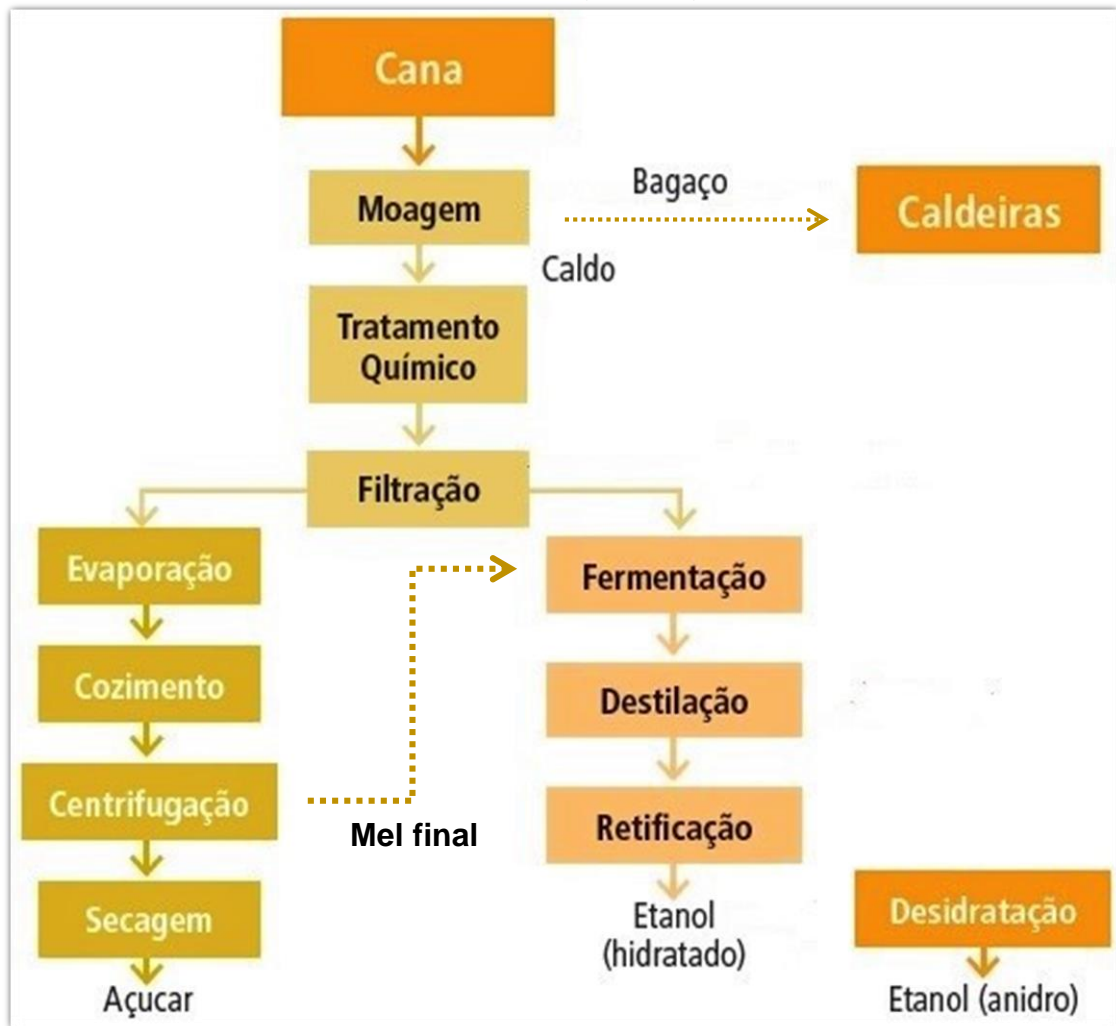 Cana
Moagem
Bagaço
Caldeiras
Caldo
Tratamento
Químico
Filtração
Evaporação
Cozimento
Centrifugação
Mel final
Secagem
Açucar
Fermentação
Destilação
Retificação
Etanol
(hidratado)
Desidratação
Etanol (anidro)